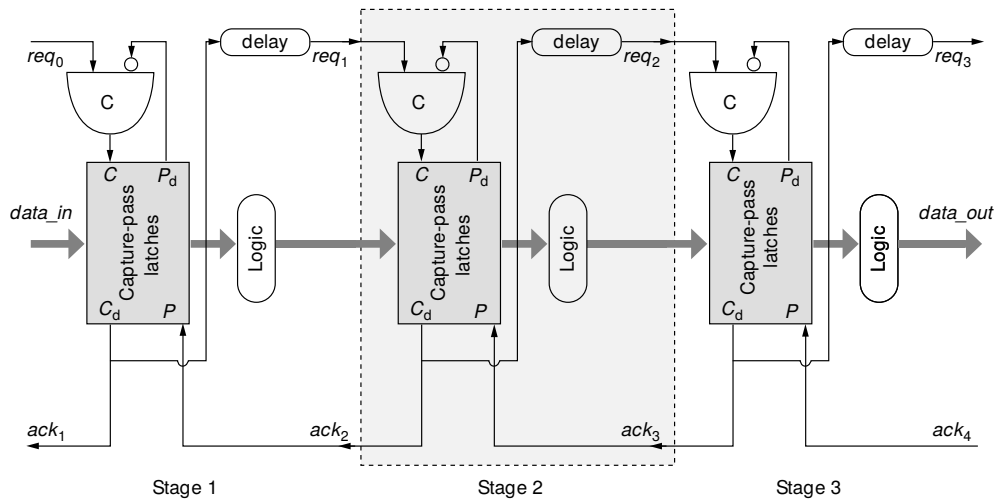 delay
delay
delay
req0
req1
req2
req3
C
C
C
C
Pd
C
Pd
C
Pd
data_in
Capture-pass
latches
Logic
Capture-pass
latches
Logic
Capture-pass
latches
Logic
data_out
Cd
P
Cd
P
Cd
P
ack1
ack2
ack3
ack4
Stage 1
Stage 2
Stage 3